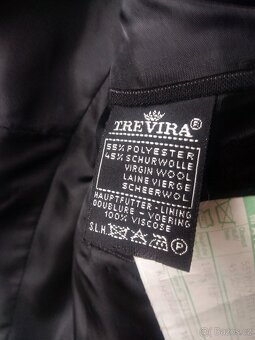 TREVIRA ®
55% POLYESTER
45% SCHURWOLLE
VIRGIN WOOL
LAINE VIERGE
SCHEERWOL
HAUPTFUTTER - LINING
DOUBLURE - VOERING
100% VISCOSE
S.L.H. P